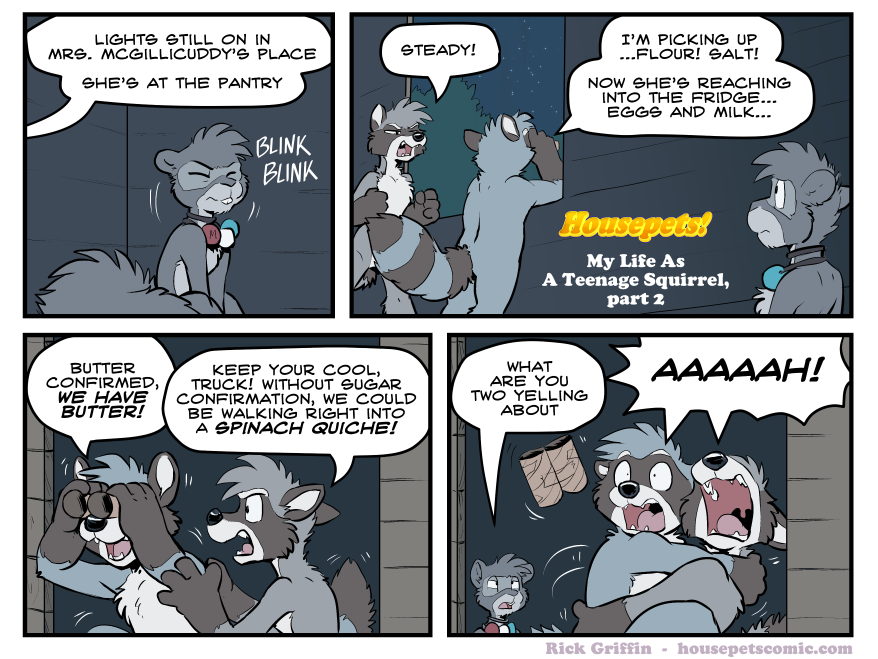 LIGHTS STILL ON IN
MRS. MCGILLICUDDY'S PLACE
SHE'S AT THE PANTRY
BLINK
BLINK
M
STEADY!
I'M PICKING UP
...FLOUR! SALT!
NOW SHE'S REACHING
INTO THE FRIDGE...
EGGS AND MILK...
Housepets!
My Life As
A Teenage Squirrel,
part 2
BUTTER
CONFIRMED,
WE HAVE
BUTTER!
KEEP YOUR COOL,
TRUCK! WITHOUT SUGAR
CONFIRMATION, WE COULD
BE WALKING RIGHT INTO
A SPINACH QUICHE!
WHAT
ARE YOU
TWO YELLING
ABOUT
AAAAAH!
Rick Griffin - housepetscomic.com